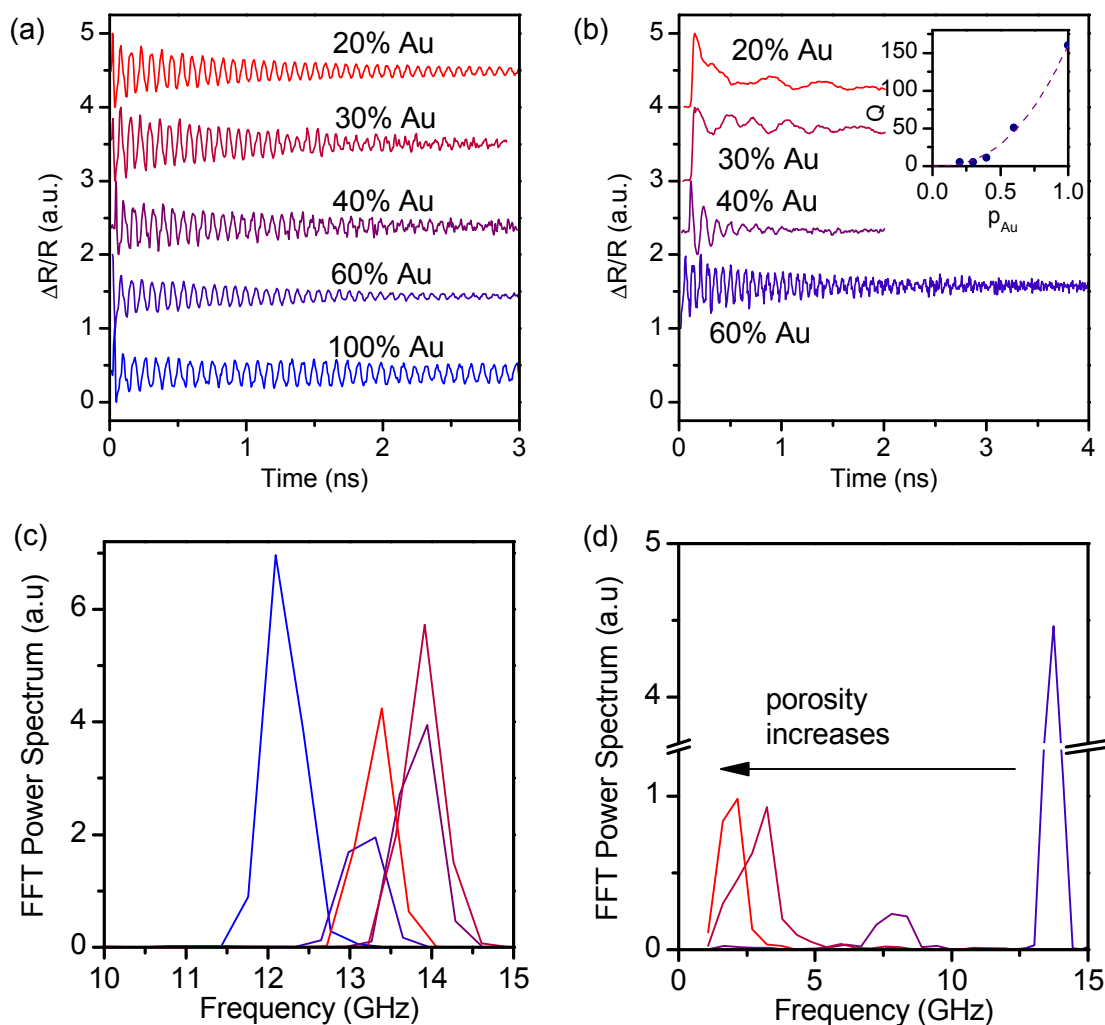 (a)
5
4
3
2
1
0
ΔR/R (a.u.)
20% Au
30% Au
40% Au
60% Au
100% Au
0
1
2
3
Time (ns)
(b)
5
4
3
2
1
0
ΔR/R (a.u.)
20% Au
30% Au
40% Au
60% Au
150
100
50
0
Q
0.0
0.5
1.0
p_Au
0
1
2
3
4
Time (ns)
(c)
6
4
2
0
FFT Power Spectrum (a.u)
10
11
12
13
14
15
Frequency (GHz)
(d)
5
4
1
0
FFT Power Spectrum (a.u)
porosity
increases
0
5
10
15
Frequency (GHz)